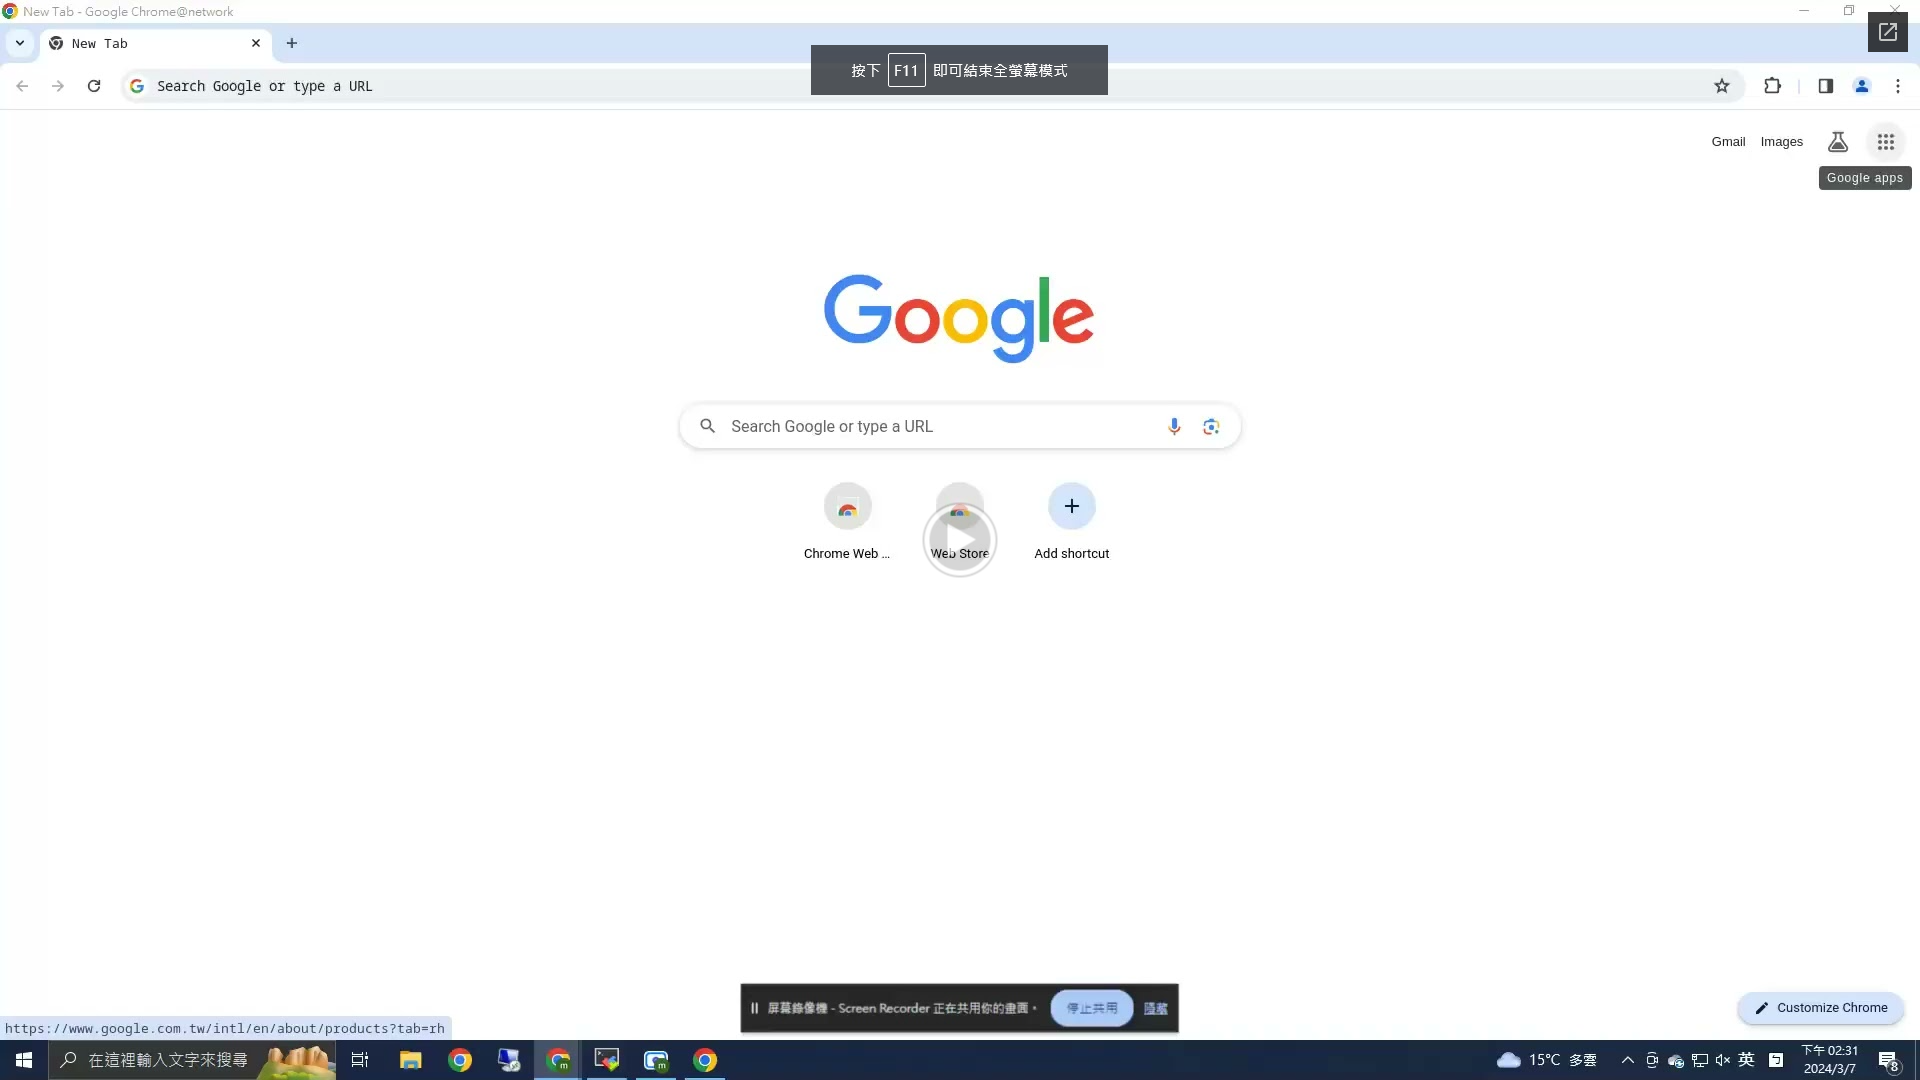 New Tab - Google Chrome@network
New Tab
按下 F11 即可結束全螢幕模式
Search Google or type a URL
Gmail Images
Google apps
Google
Search Google or type a URL
Chrome Web ...
Web Store
Add shortcut
屏幕錄像機 - Screen Recorder 正在共用你的畫面。 停止共用 隱藏
Customize Chrome
https://www.google.com.tw/intl/en/about/products?tab=rh
在這裡輸入文字來搜尋
m
m
15°C 多雲
英
下午 02:31
2024/3/7
8